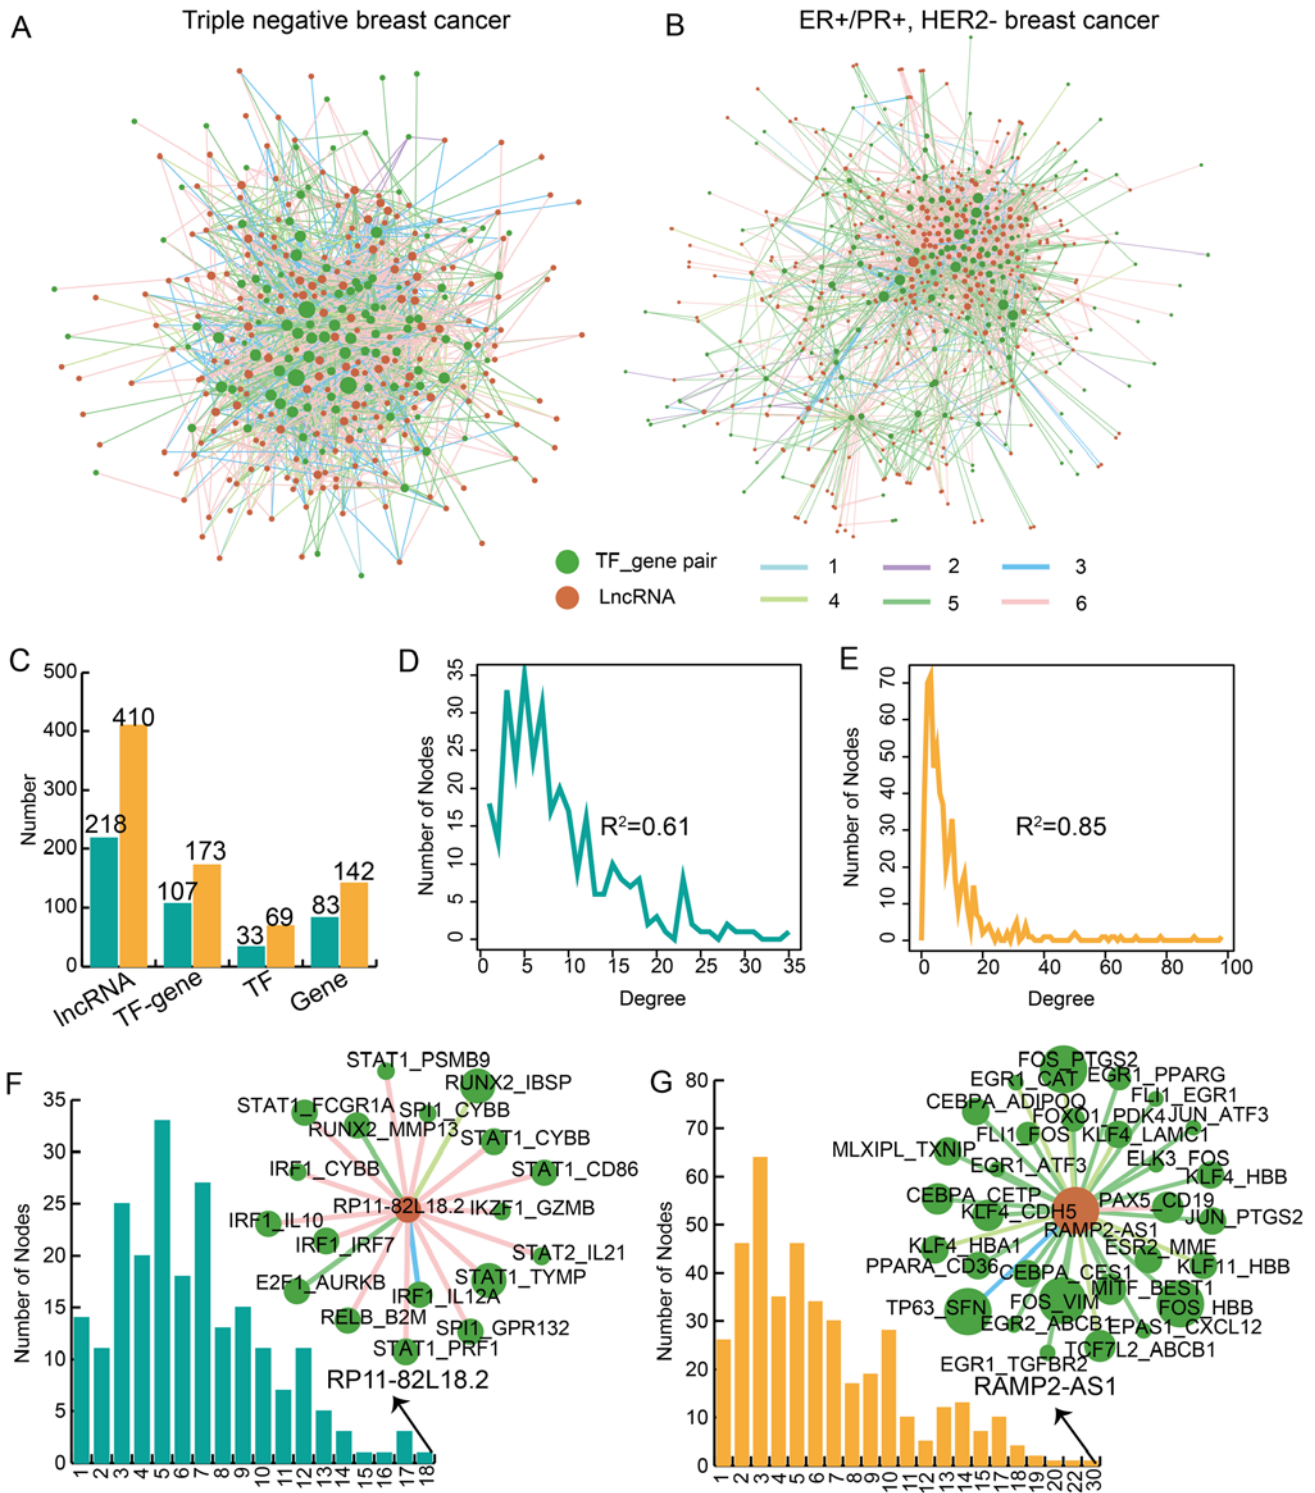 A
Triple negative breast cancer
B
ER+/PR+, HER2- breast cancer
TF_gene pair
LncRNA
1
2
3
4
5
6
C
500
400
300
200
100
0
Number
218
410
107
173
33
69
83
142
lncRNA
TF-gene
TF
Gene
D
35
30
25
20
15
10
5
0
Number of Nodes
R²=0.61
0 5 10 15 20 25 30 35
Degree
E
70
60
50
40
30
20
10
0
Number of Nodes
R²=0.85
0 20 40 60 80 100
Degree
F
35
30
25
20
15
10
5
0
Number of Nodes
1 2 3 4 5 6 7 8 9 10 11 12 13 14 15 16 17 18
STAT1_PSMB9
RUNX2_IBSP
STAT1_FCGR1A
SPI1_CYBB
RUNX2_MMP13
STAT1_CYBB
IRF1_CYBB
STAT1_CD86
RP11-82L18.2
IKZF1_GZMB
IRF1_IL10
IRF1_IRF7
STAT2_IL21
E2F1_AURKB
STAT1_TYMP
IRF1_IL12A
RELB_B2M
SPI1_GPR132
STAT1_PRF1
RP11-82L18.2
G
80
70
60
50
40
30
20
10
0
Number of Nodes
1 2 3 4 5 6 7 8 9 10 11 12 13 14 15 17 18 19 20 22 30
FOS_PTGS2
EGR1_CAT
EGR1_PPARG
CEBPA_ADIPOQ
FL1_EGR1
FOXO1_PDK4
JUN_ATF3
FLI1_FOS
KLF4_LAMC1
MLXIPL_TXNIP
EGR1_ATF3
ELK3_FOS
KLF4_HBB
CEBPA_CETP
PAX5_CD19
KLF4_CDH5
JUN_PTGS2
RAMP2-AS1
KLF4_HBA1
ESR2_MME
PPARA_CD36
CEBPA_CES1
KLF11_HBB
MITF_BEST1
TP63_SFN
FOS_VIM
FOS_HBB
EGR2_ABCB1
EPAS1_CXCL12
TCF7L2_ABCB1
EGR1_TGFBR2
RAMP2-AS1